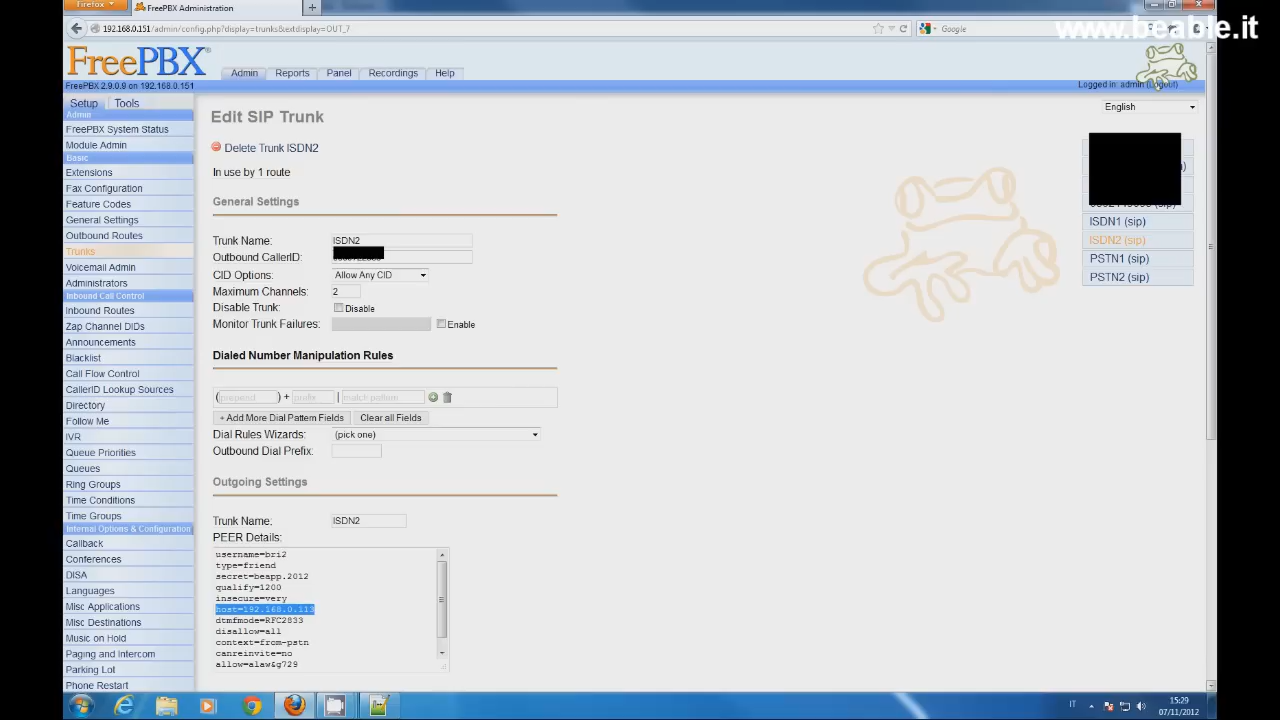 Firefox
FreePBX Administration
www.beable.it
192.168.0.151/admin/config.php?display=trunks&extdisplay=OUT_7
Google
FreePBX
Admin
Reports
Panel
Recordings
Help
FreePBX 2.9.0.9 on 192.168.0.151
Logged in: admin (Logout)
Setup
Tools
English
Admin
FreePBX System Status
Module Admin
Basic
Extensions
Fax Configuration
Feature Codes
General Settings
Outbound Routes
Trunks
Voicemail Admin
Administrators
Inbound Call Control
Inbound Routes
Zap Channel DIDs
Announcements
Blacklist
Call Flow Control
CallerID Lookup Sources
Directory
Follow Me
IVR
Queue Priorities
Queues
Ring Groups
Time Conditions
Time Groups
Internal Options & Configuration
Callback
Conferences
DISA
Languages
Misc Applications
Misc Destinations
Music on Hold
Paging and Intercom
Parking Lot
Phone Restart
Edit SIP Trunk
Delete Trunk ISDN2
In use by 1 route
General Settings
Trunk Name: ISDN2
Outbound CallerID:
CID Options: Allow Any CID
Maximum Channels: 2
Disable Trunk: Disable
Monitor Trunk Failures: Enable
Dialed Number Manipulation Rules
(prepend) + prefix | match pattern
+ Add More Dial Pattern Fields
Clear all Fields
Dial Rules Wizards: (pick one)
Outbound Dial Prefix:
Outgoing Settings
Trunk Name: ISDN2
PEER Details:
username=bri2
type=friend
secret=beapp.2012
qualify=1200
insecure=very
host=192.168.0.113
dtmfmode=RFC2833
disallow=all
context=from-pstn
canreinvite=no
allow=alaw&g729
ISDN1 (sip)
ISDN2 (sip)
PSTN1 (sip)
PSTN2 (sip)
IT
15:29
07/11/2012